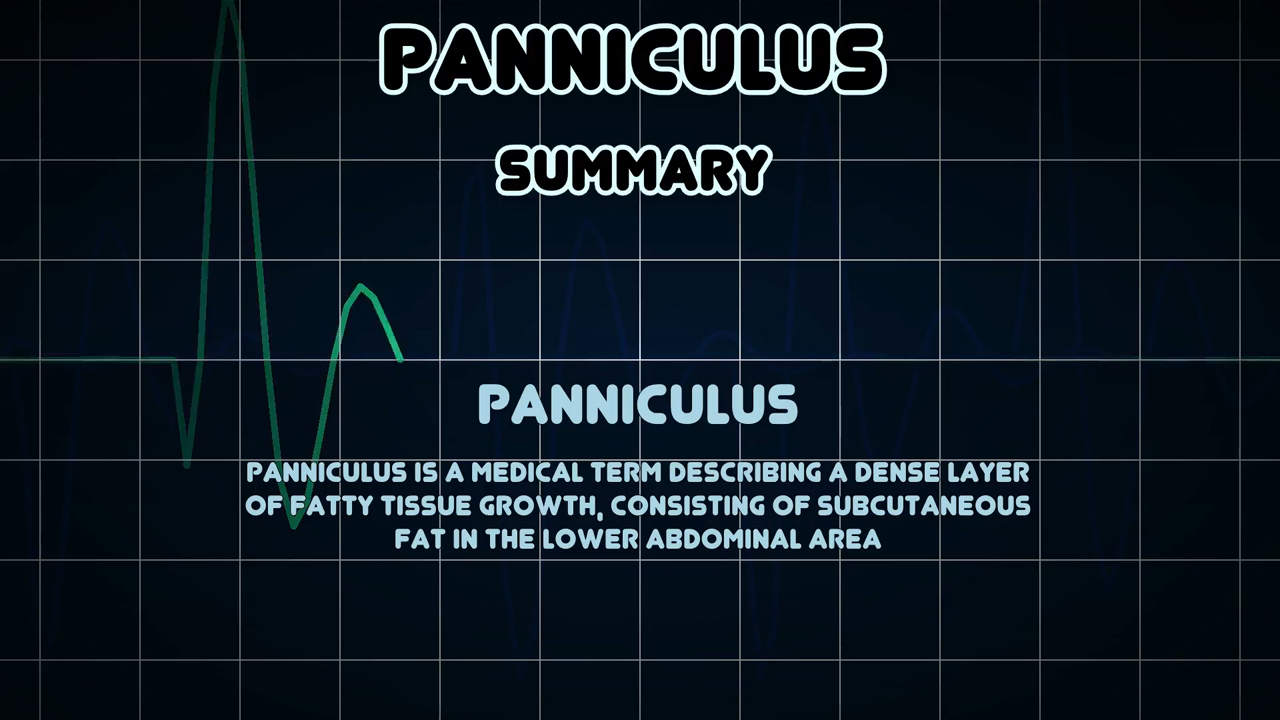 PANNICULUS
SUMMARY
PANNICULUS
PANNICULUS IS A MEDICAL TERM DESCRIBING A DENSE LAYER
OF FATTY TISSUE GROWTH, CONSISTING OF SUBCUTANEOUS
FAT IN THE LOWER ABDOMINAL AREA